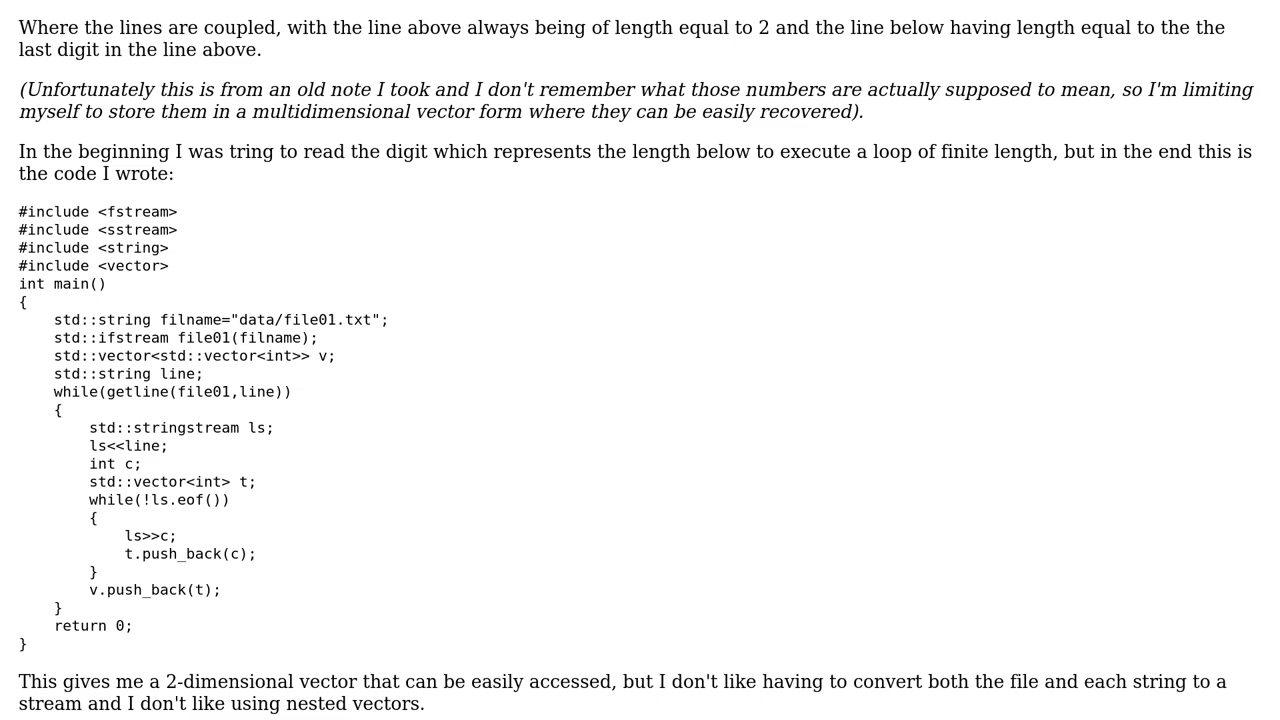 Where the lines are coupled, with the line above always being of length equal to 2 and the line below having length equal to the the
last digit in the line above.
(Unfortunately this is from an old note I took and I don't remember what those numbers are actually supposed to mean, so I'm limiting
myself to store them in a multidimensional vector form where they can be easily recovered).
In the beginning I was tring to read the digit which represents the length below to execute a loop of finite length, but in the end this is
the code I wrote:
#include <fstream>
#include <sstream>
#include <string>
#include <vector>
int main()
{
    std::string filname="data/file01.txt";
    std::ifstream file01(filname);
    std::vector<std::vector<int>> v;
    std::string line;
    while(getline(file01,line))
    {
        std::stringstream ls;
        ls<<line;
        int c;
        std::vector<int> t;
        while(!ls.eof())
        {
            ls>>c;
            t.push_back(c);
        }
        v.push_back(t);
    }
    return 0;
}
This gives me a 2-dimensional vector that can be easily accessed, but I don't like having to convert both the file and each string to a
stream and I don't like using nested vectors.